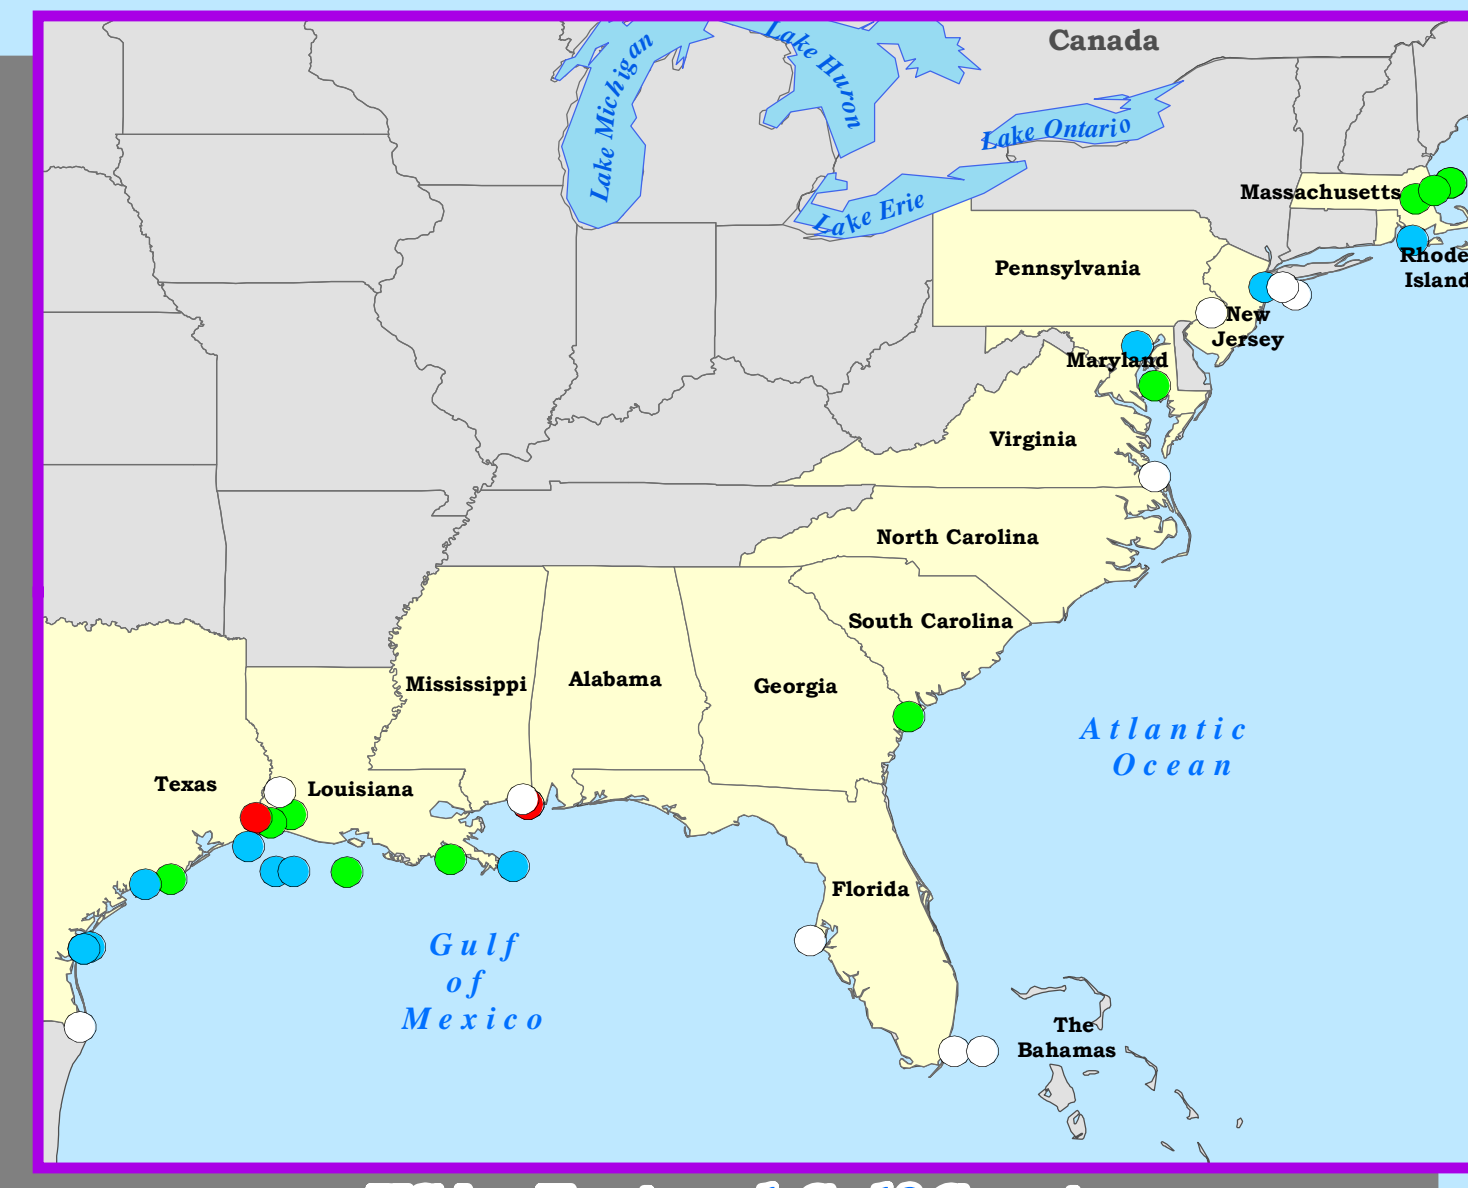 Canada
Lake Michigan
Lake Huron
Lake Ontario
Lake Erie
Massachusetts
Rhode
Island
Pennsylvania
New
Jersey
Maryland
Virginia
North Carolina
South Carolina
Mississippi
Alabama
Georgia
Atlantic
Ocean
Texas
Louisiana
Florida
Gulf
of
Mexico
The
Bahamas